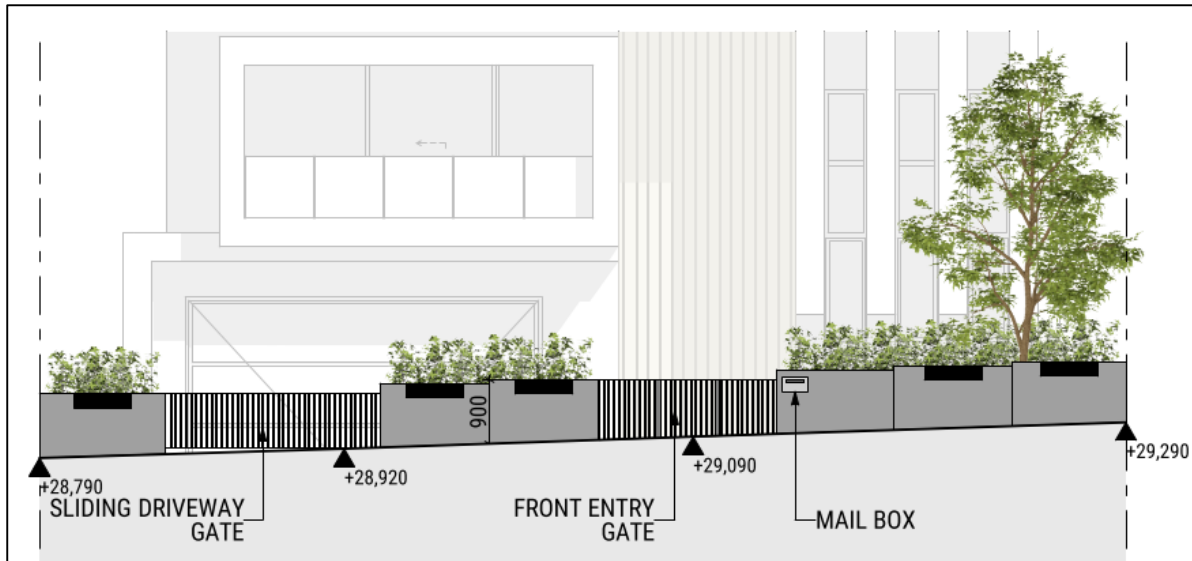 900
+28,790
+28,920
+29,090
+29,290
SLIDING DRIVEWAY
GATE
FRONT ENTRY
GATE
MAIL BOX